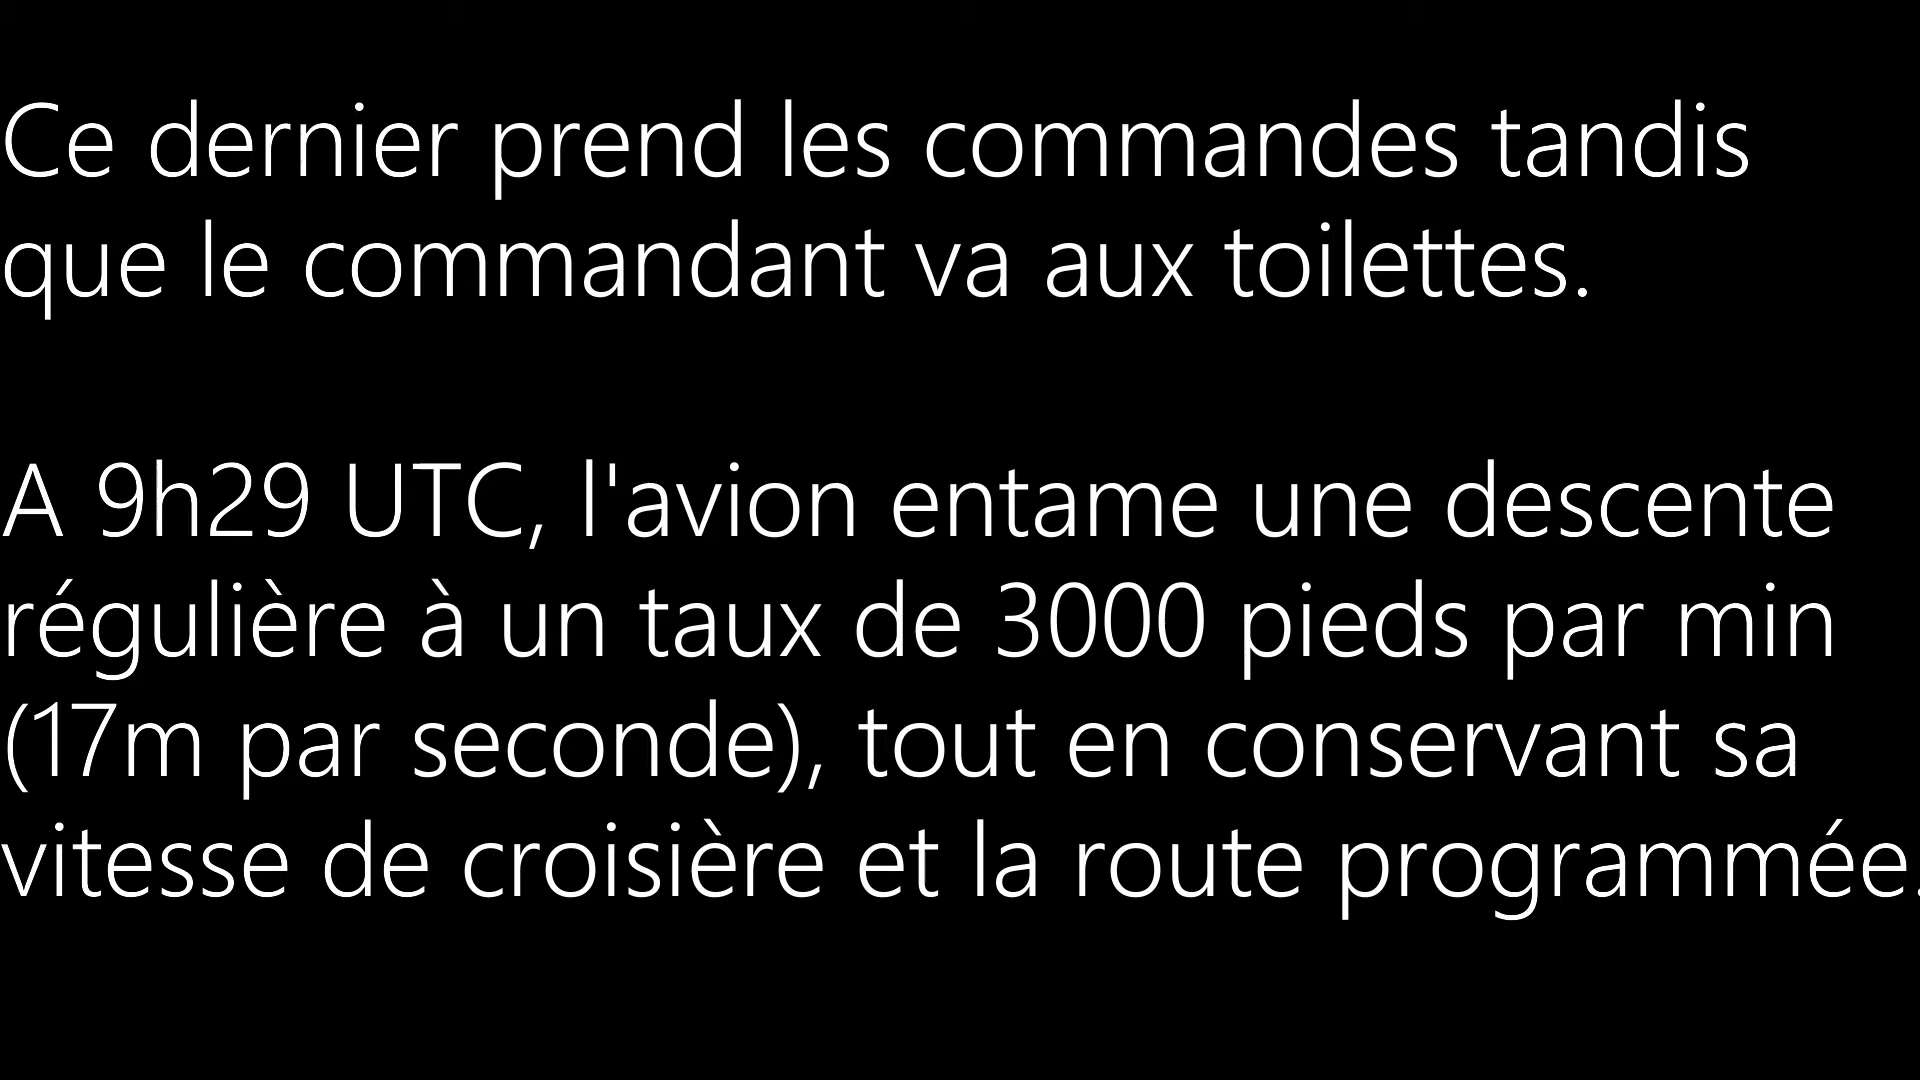 Ce dernier prend les commandes tandis
que le commandant va aux toilettes.
A 9h29 UTC, l'avion entame une descente
régulière à un taux de 3000 pieds par min
(17m par seconde), tout en conservant sa
vitesse de croisière et la route programmée.